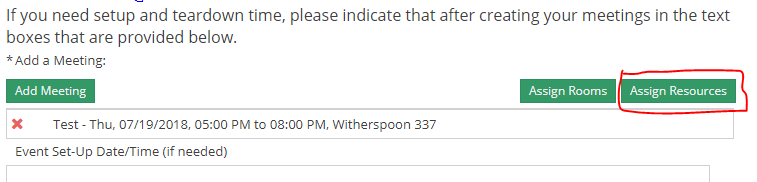 If you need setup and teardown time, please indicate that after creating your meetings in the text
boxes that are provided below.
*Add a Meeting:
Add Meeting Assign Rooms Assign Resources
Test - Thu, 07/19/2018, 05:00 PM to 08:00 PM, Witherspoon 337
Event Set-Up Date/Time (if needed)